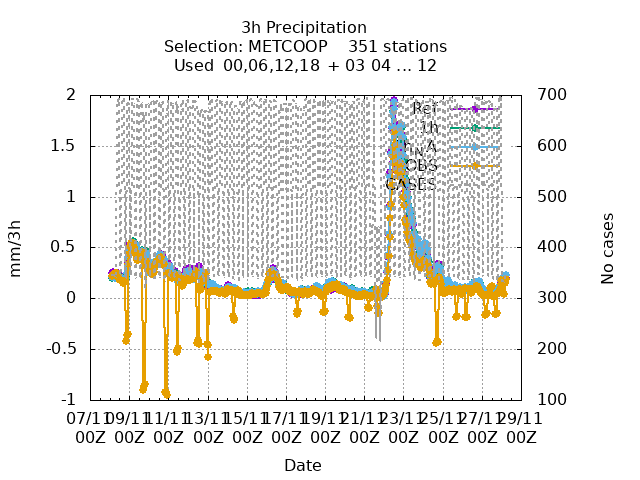 3h Precipitation
Selection: METCOOP    351 stations
Used  00,06,12,18  + 03 04 ... 12
2
1.5
1
0.5
0
-0.5
-1
700
600
500
400
300
200
100
mm/3h
No cases
Ref
1h
h_N A
OBS
CASES
07/11 09/11 11/11 13/11 15/11 17/11 19/11 21/11 23/11 25/11 27/11 29/11
00Z 00Z 00Z 00Z 00Z 00Z 00Z 00Z 00Z 00Z 00Z 00Z
Date